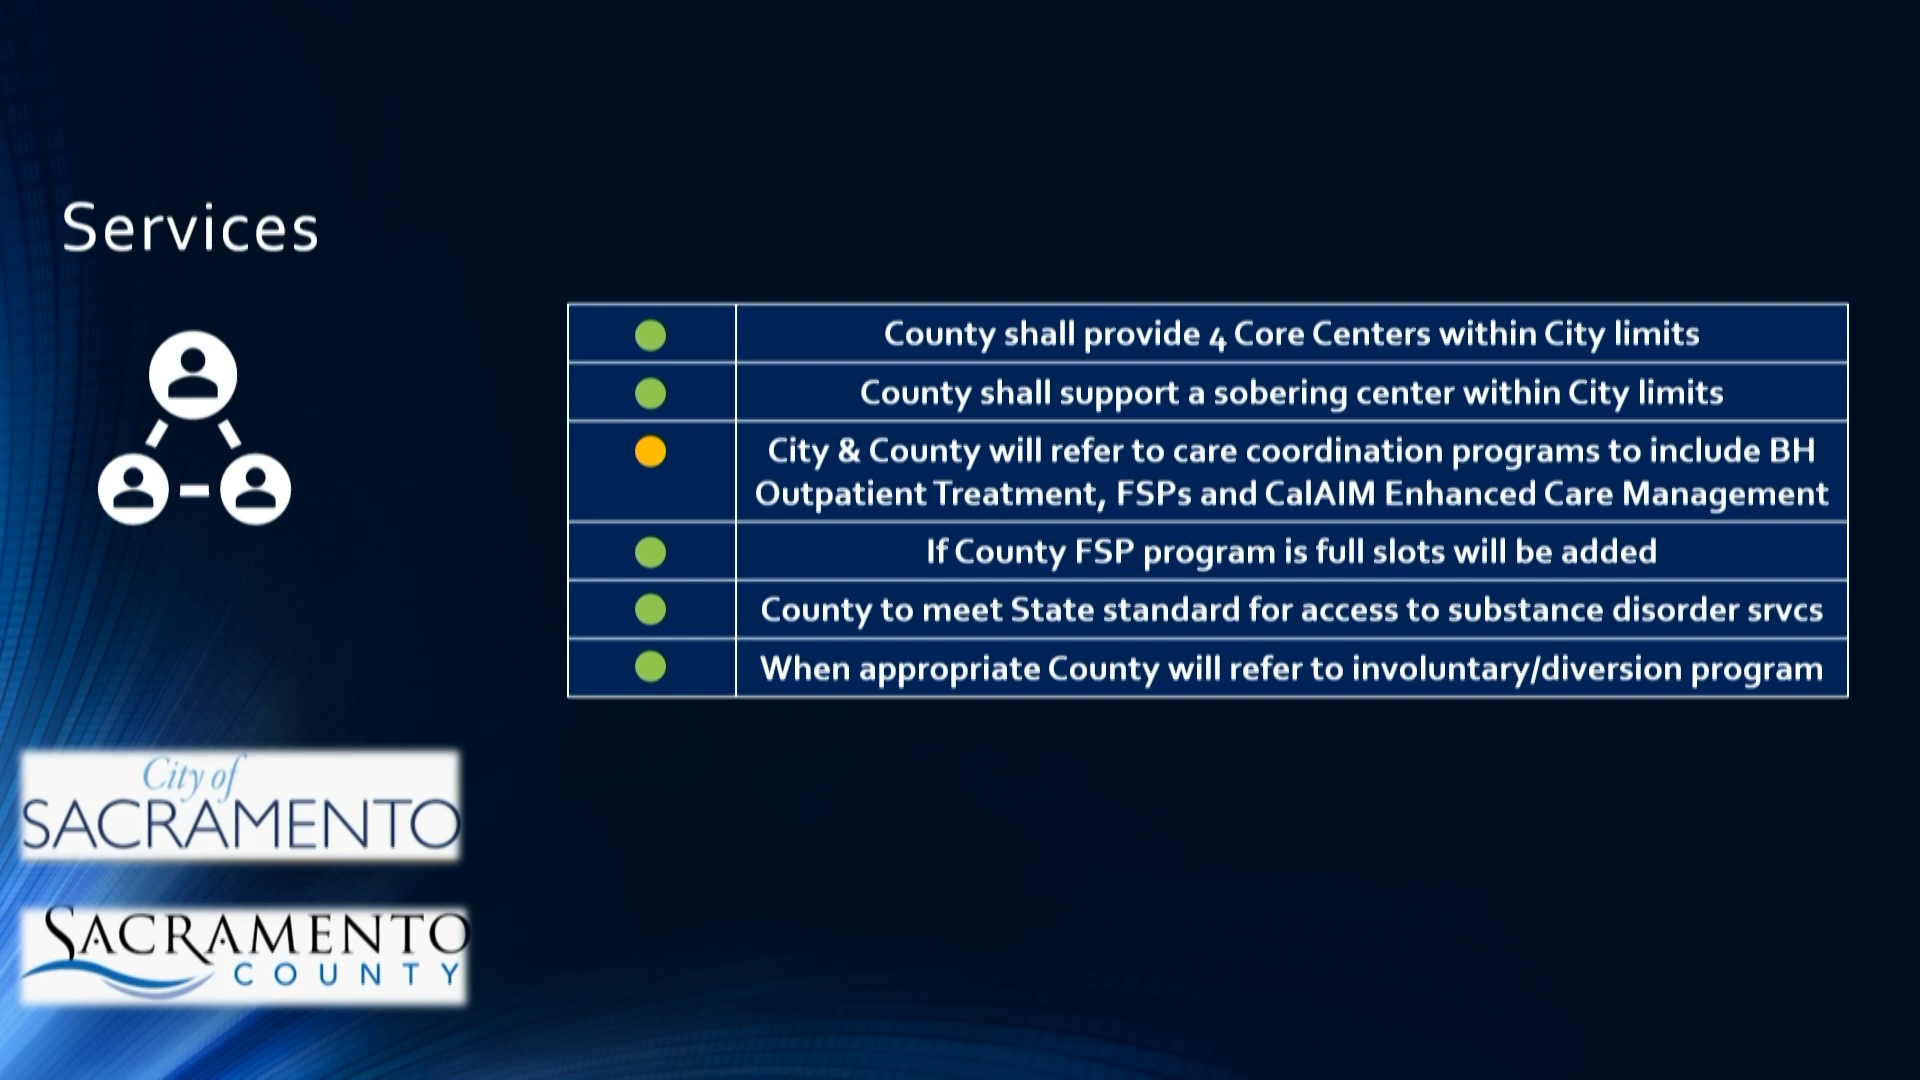 Services
County shall provide 4 Core Centers within City limits
County shall support a sobering center within City limits
City & County will refer to care coordination programs to include BH
Outpatient Treatment, FSPs and CalAIM Enhanced Care Management
If County FSP program is full slots will be added
County to meet State standard for access to substance disorder srvcs
When appropriate County will refer to involuntary/diversion program
City of
SACRAMENTO
SACRAMENTO
COUNTY